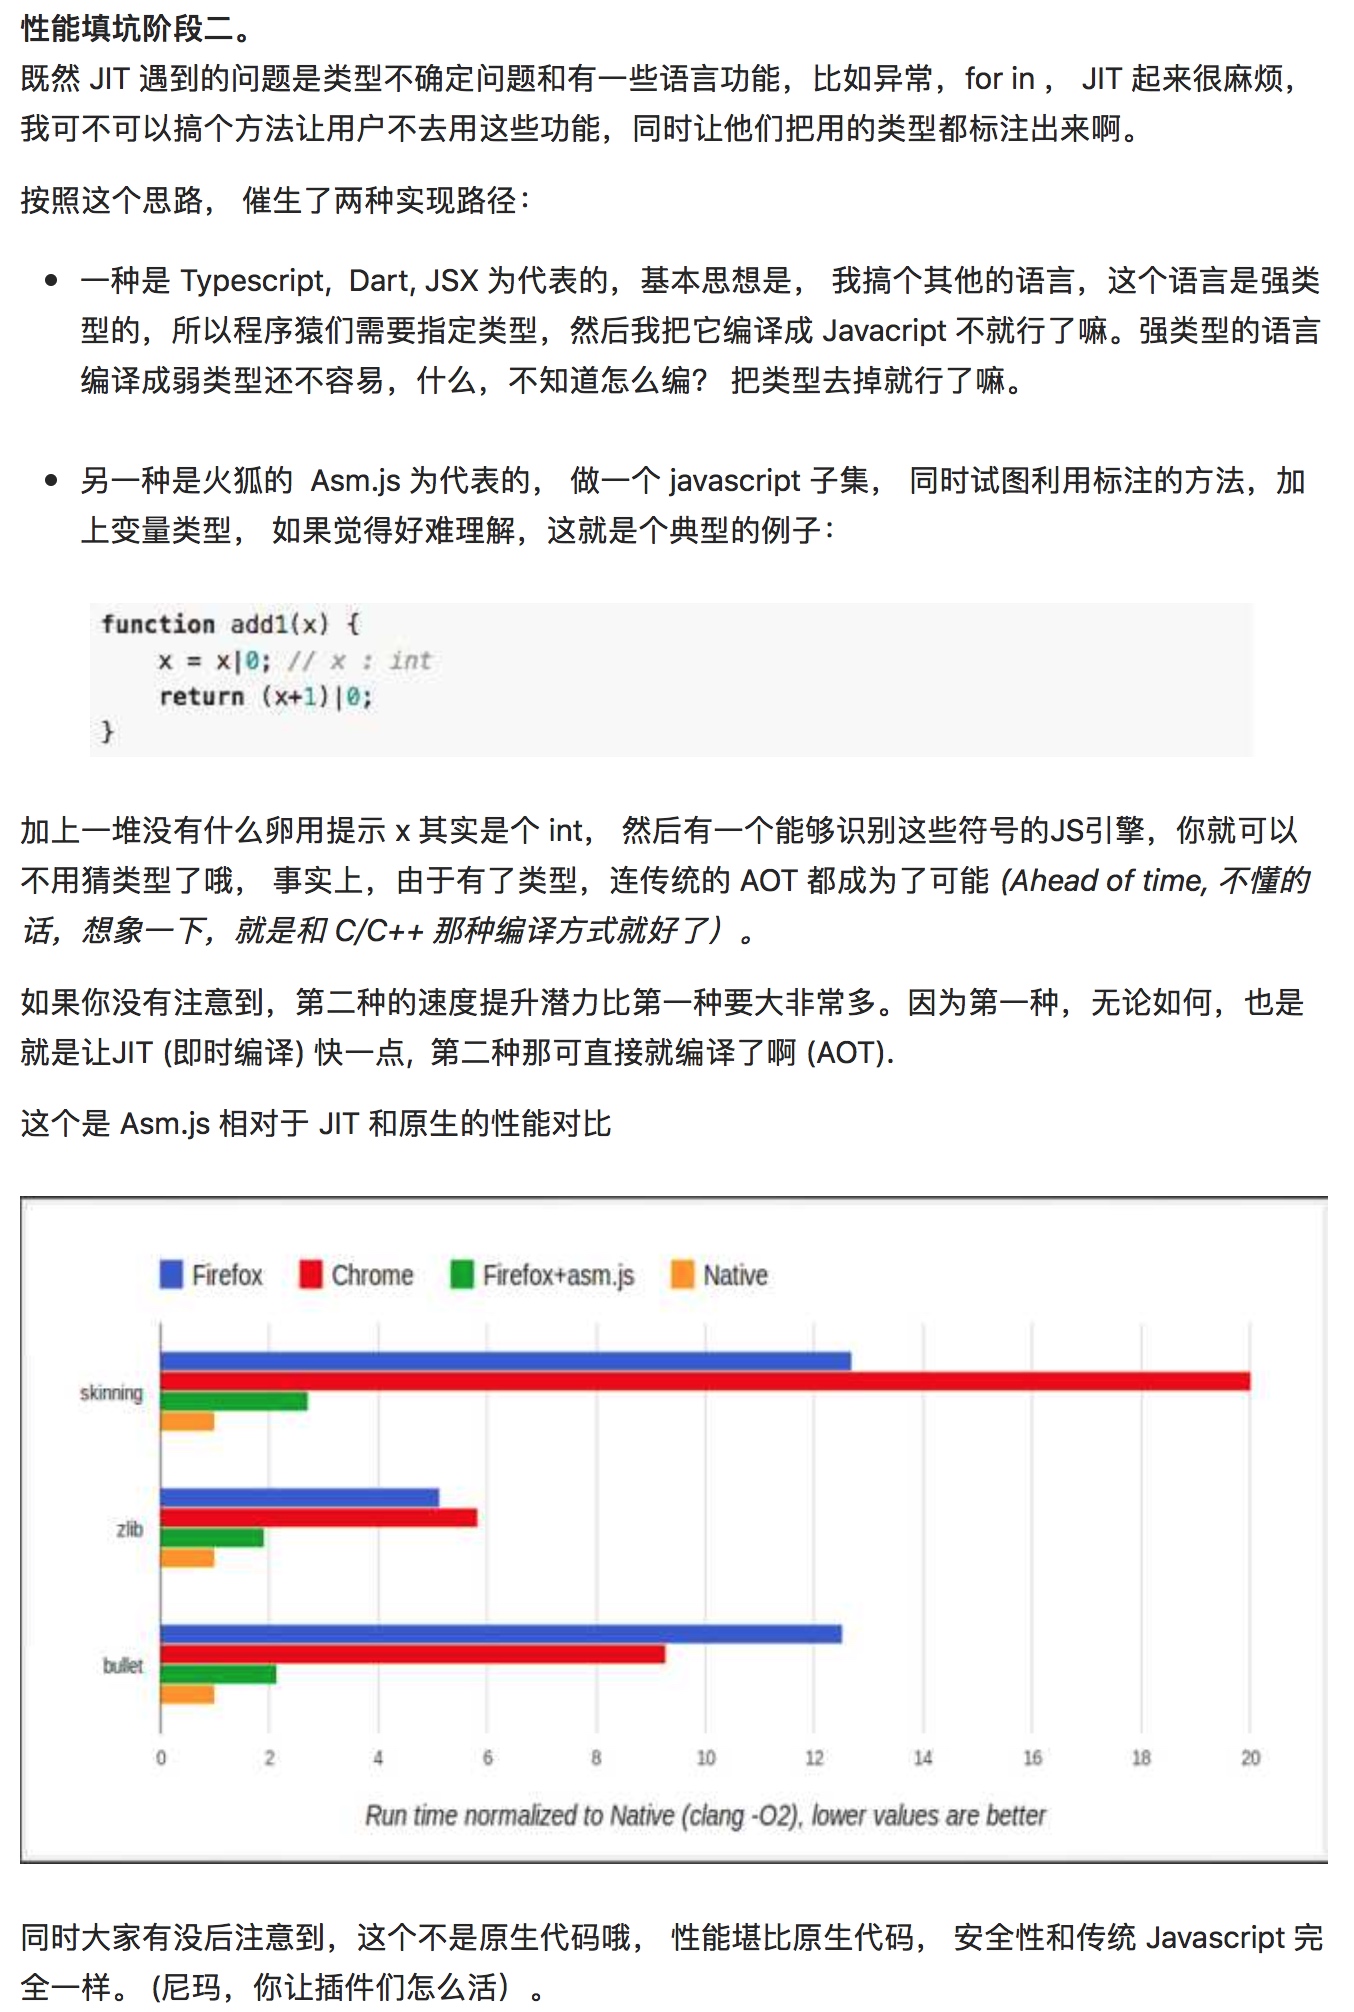 性能填坑阶段二。
既然 JIT 遇到的问题是类型不确定问题和有一些语言功能，比如异常，for in ， JIT 起来很麻烦，
我可不可以搞个方法让用户不去用这些功能，同时让他们把用的类型都标注出来啊。
按照这个思路， 催生了两种实现路径：
• 一种是 Typescript, Dart, JSX 为代表的，基本思想是， 我搞个其他的语言，这个语言是强类
型的，所以程序猿们需要指定类型，然后我把它编译成 Javacript 不就行了嘛。强类型的语言
编译成弱类型还不容易，什么，不知道怎么编？ 把类型去掉就行了嘛。
• 另一种是火狐的 Asm.js 为代表的， 做一个 javascript 子集， 同时试图利用标注的方法，加
上变量类型， 如果觉得好难理解，这就是个典型的例子：
function add1(x) {
x = x|0; // x : int
return (x+1)|0;
}
加上一堆没有什么卵用提示 x 其实是个 int， 然后有一个能够识别这些符号的JS引擎，你就可以
不用猜类型了哦， 事实上，由于有了类型，连传统的 AOT 都成为了可能 (Ahead of time, 不懂的
话，想象一下，就是和 C/C++ 那种编译方式就好了）。
如果你没有注意到，第二种的速度提升潜力比第一种要大非常多。因为第一种，无论如何，也是
就是让JIT (即时编译) 快一点, 第二种那可直接就编译了啊 (AOT).
这个是 Asm.js 相对于 JIT 和原生的性能对比
Firefox Chrome Firefox+asm.js Native
skinning
zlib
bullet
0 2 4 6 8 10 12 14 16 18 20
Run time normalized to Native (clang -O2), lower values are better
同时大家有没后注意到，这个不是原生代码哦， 性能堪比原生代码， 安全性和传统 Javascript 完
全一样。 (尼玛，你让插件们怎么活）。